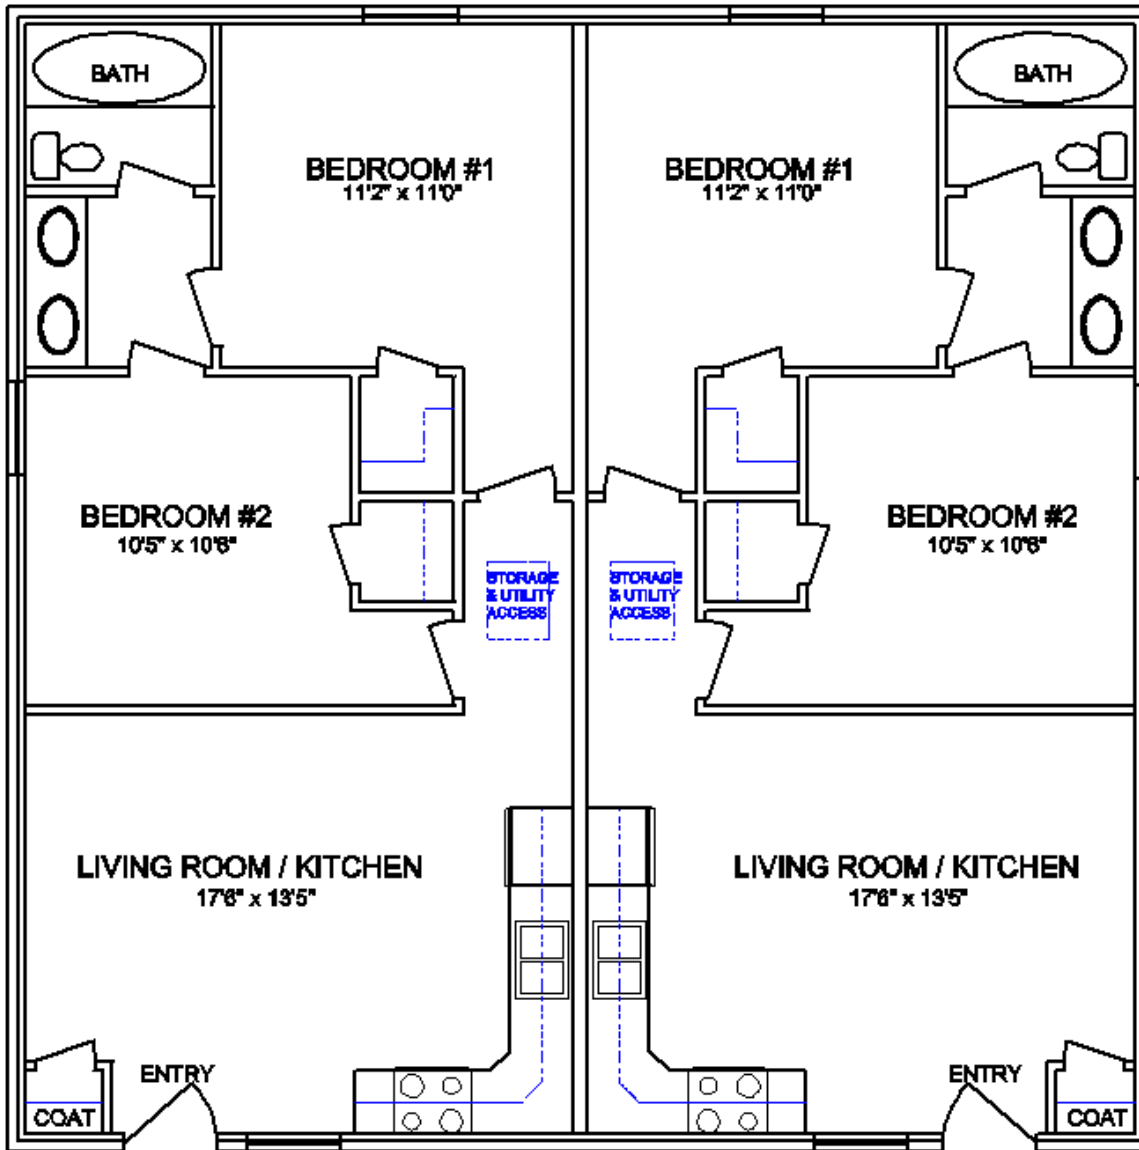 BATH
BATH
BEDROOM #1
11'2" x 11'0"
BEDROOM #1
11'2" x 11'0"
BEDROOM #2
10'5" x 10'6"
BEDROOM #2
10'5" x 10'6"
STORAGE
& UTILITY
ACCESS
STORAGE
& UTILITY
ACCESS
LIVING ROOM / KITCHEN
17'6" x 13'5"
LIVING ROOM / KITCHEN
17'6" x 13'5"
ENTRY
ENTRY
COAT
COAT